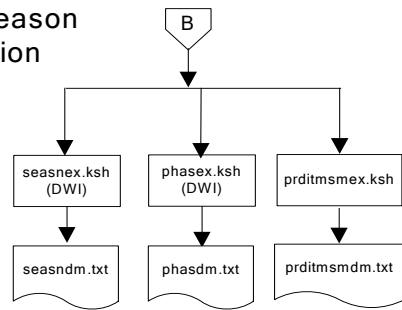 eason
ion
B
seasnex.ksh
(DWI)
phasex.ksh
(DWI)
prditmsmex.ksh
seasndm.txt
phasdm.txt
prditmsmdm.txt